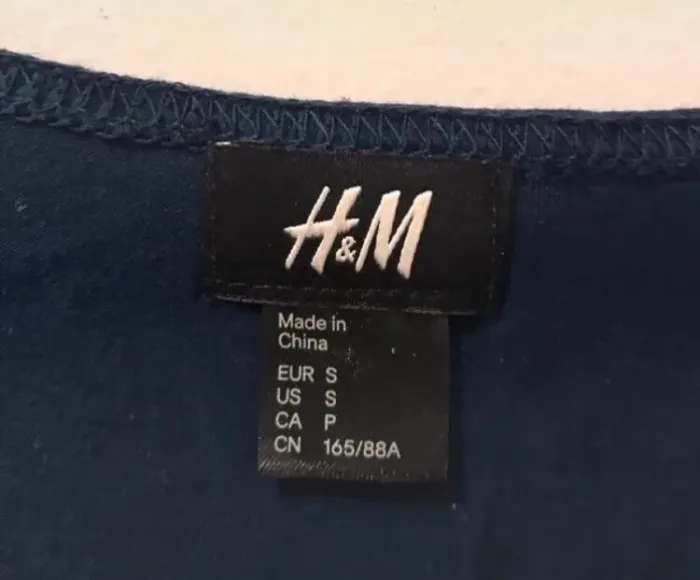 H&M
Made in
China
EUR S
US S
CA P
CN 165/88A